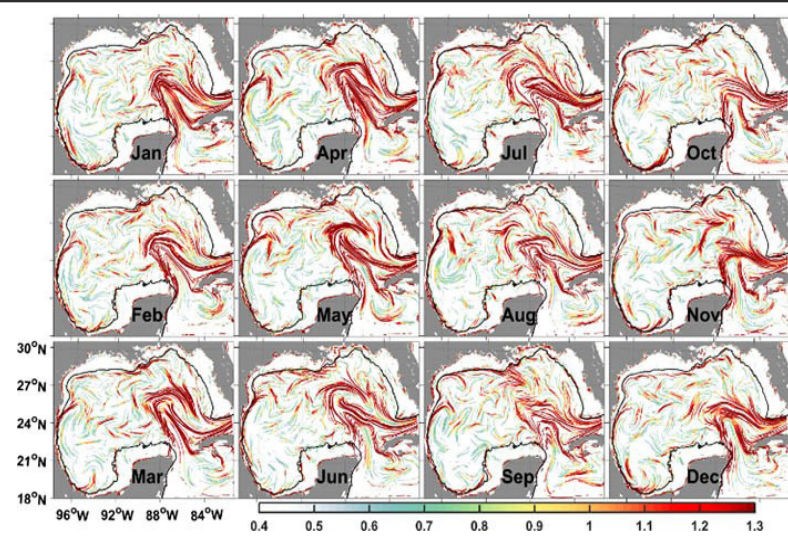 Jan Apr Jul Oct
Feb May Aug Nov
30°N
27°N
24°N
21°N
Mar Jun Sep Dec
18°N
96°W 92°W 88°W 84°W
0.4 0.5 0.6 0.7 0.8 0.9 1 1.1 1.2 1.3